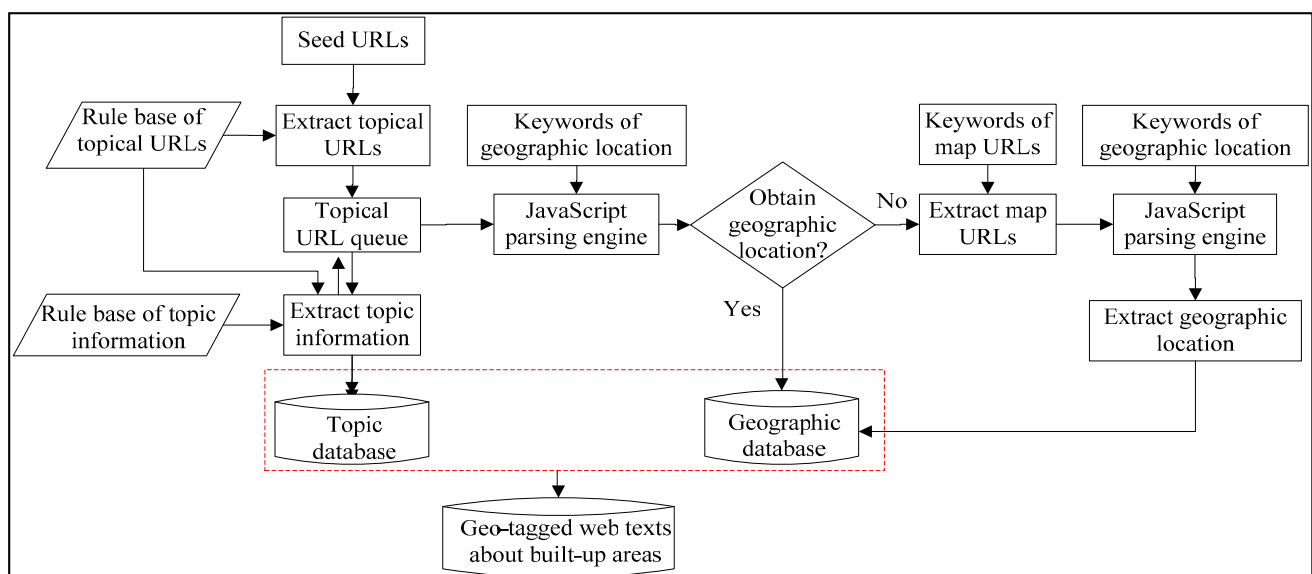 Seed URLs
Rule base of
topical URLs
Extract topical
URLs
Keywords of
geographic location
Keywords of
map URLs
Keywords of
geographic location
Topical
URL queue
JavaScript
parsing engine
Obtain
geographic
location?
No
Extract map
URLs
JavaScript
parsing engine
Rule base of topic
information
Extract topic
information
Yes
Extract geographic
location
Topic
database
Geographic
database
Geo-tagged web texts
about built-up areas